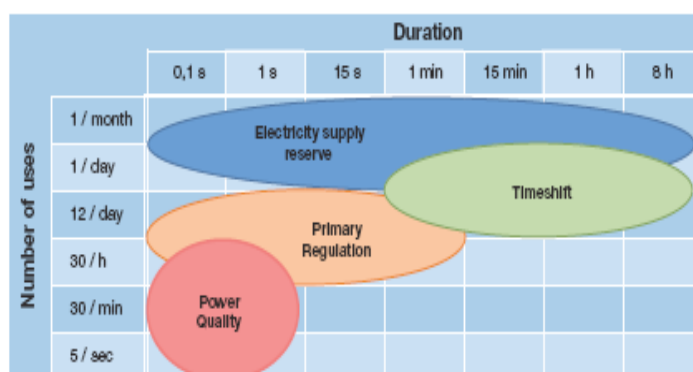 Duration
0,1 s 1 s 15 s 1 min 15 min 1 h 8 h
Number of uses
1 / month
1 / day
12 / day
30 / h
30 / min
5 / sec
Electricity supply
reserve
Timeshift
Primary
Regulation
Power
Quality